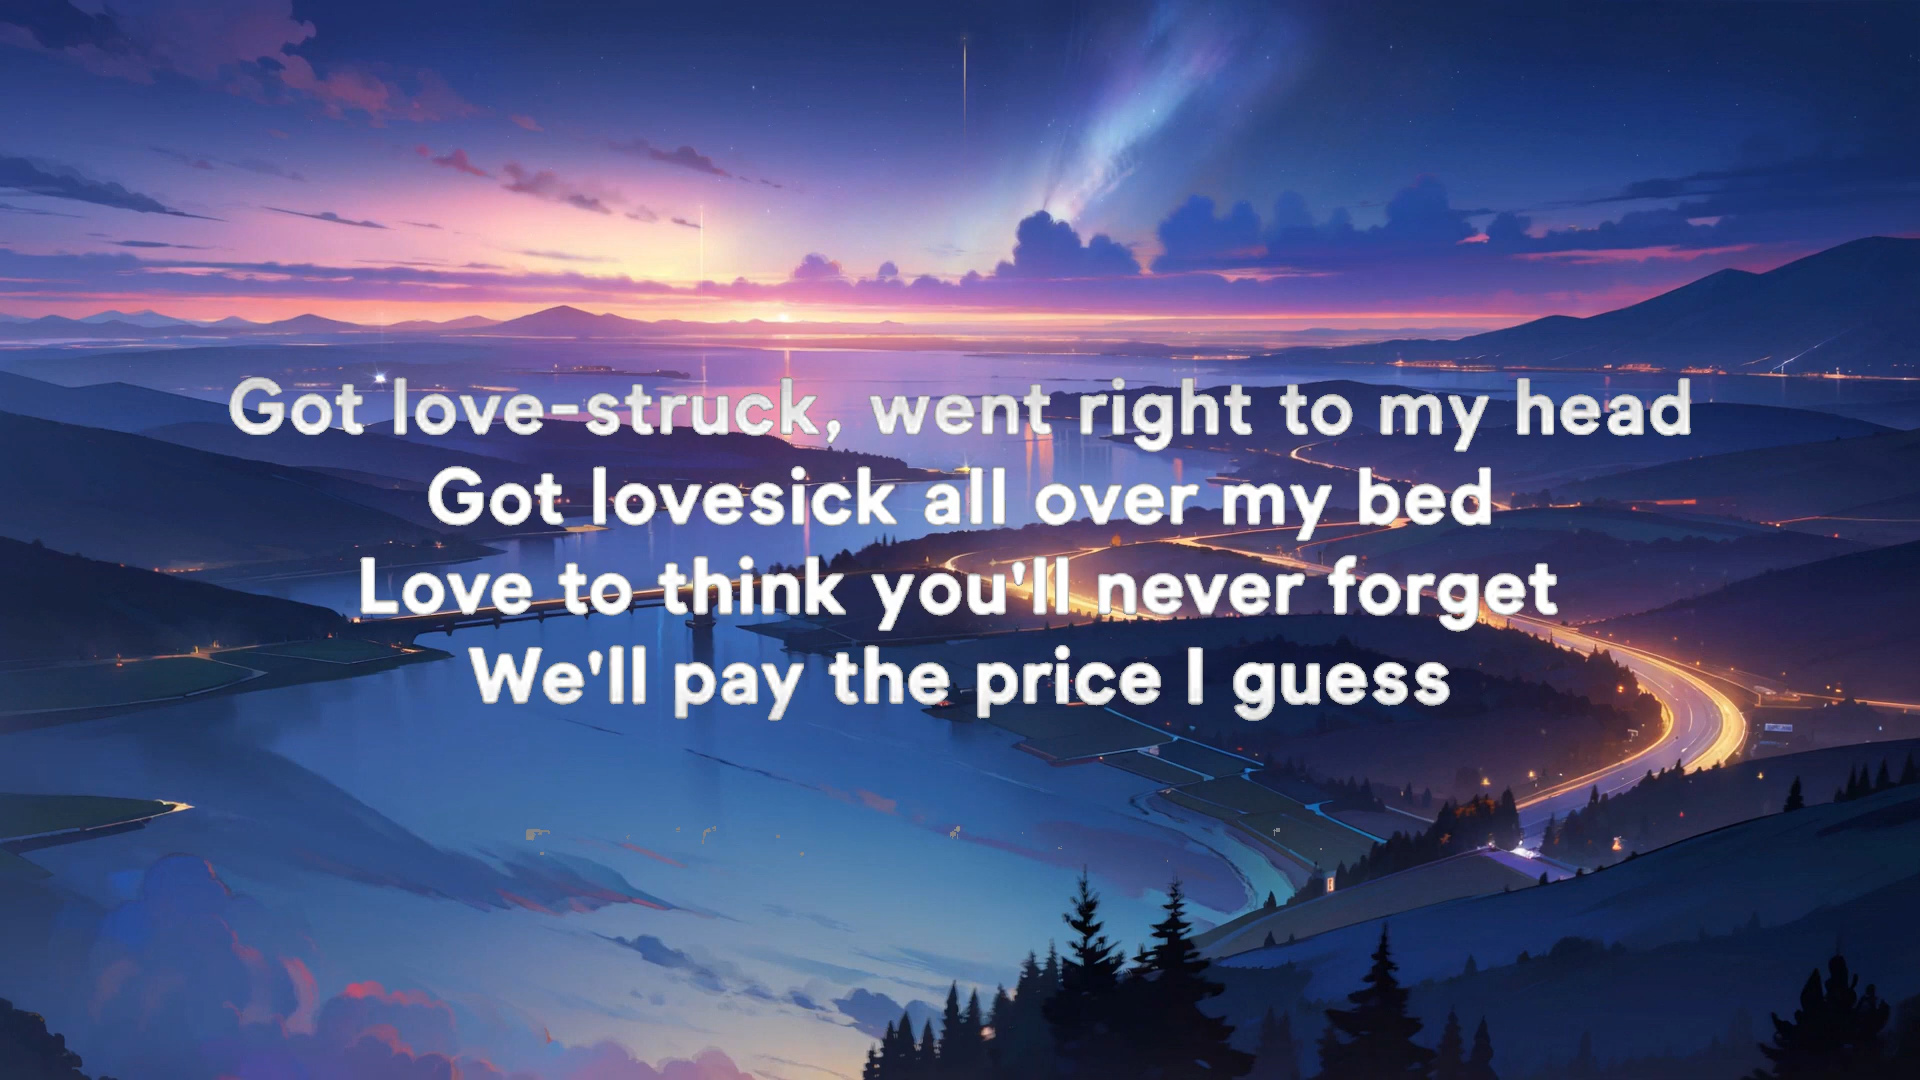 Got love-struck, went right to my head
Got lovesick all over my bed
Love to think you'll never forget
We'll pay the price I guess